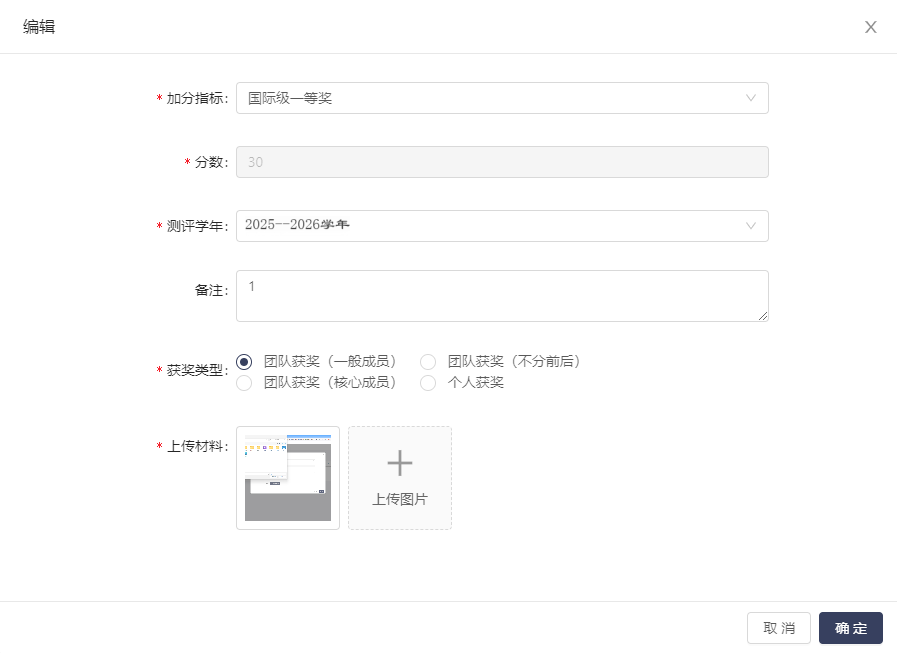 编辑
* 加分指标: 国际级一等奖
* 分数: 30
* 测评学年: 2025--2026学年
备注: 1
* 获奖类型: 团队获奖（一般成员） 团队获奖（不分前后）
团队获奖（核心成员） 个人获奖
* 上传材料:
上传图片
取 消 确 定